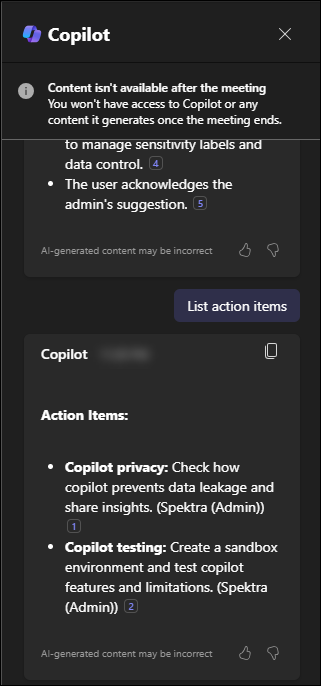 Copilot
Content isn't available after the meeting
You won't have access to Copilot or any
content it generates once the meeting ends.
to manage sensitivity labels and
data control. 4
• The user acknowledges the
admin's suggestion. 5
AI-generated content may be incorrect
List action items
Copilot
Action Items:
• Copilot privacy: Check how
copilot prevents data leakage and
share insights. (Spektra (Admin))
1
• Copilot testing: Create a sandbox
environment and test copilot
features and limitations. (Spektra
(Admin)) 2
AI-generated content may be incorrect